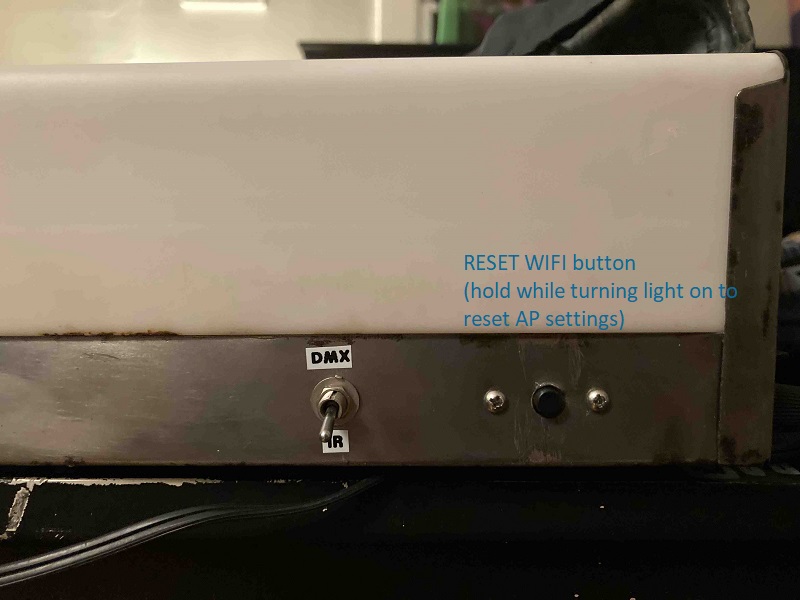 RESET WIFI button
(hold while turning light on to
reset AP settings)
DMX
IR